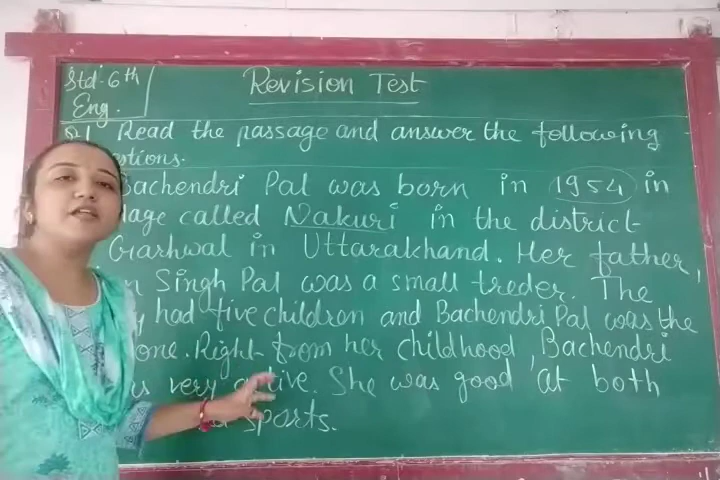 Std-6th
Eng.
Revision Test
Q1 Read the passage and answer the following
Bachendri Pal was born in 1954 in
called Nakuri in the district
Garhwal in Uttarakhand. Her father,
Singh Pal was a small treder. The
had five children and Bachendri Pal was the
one. Right from her childhood, Bachendri
very active. She was good at both
sports.